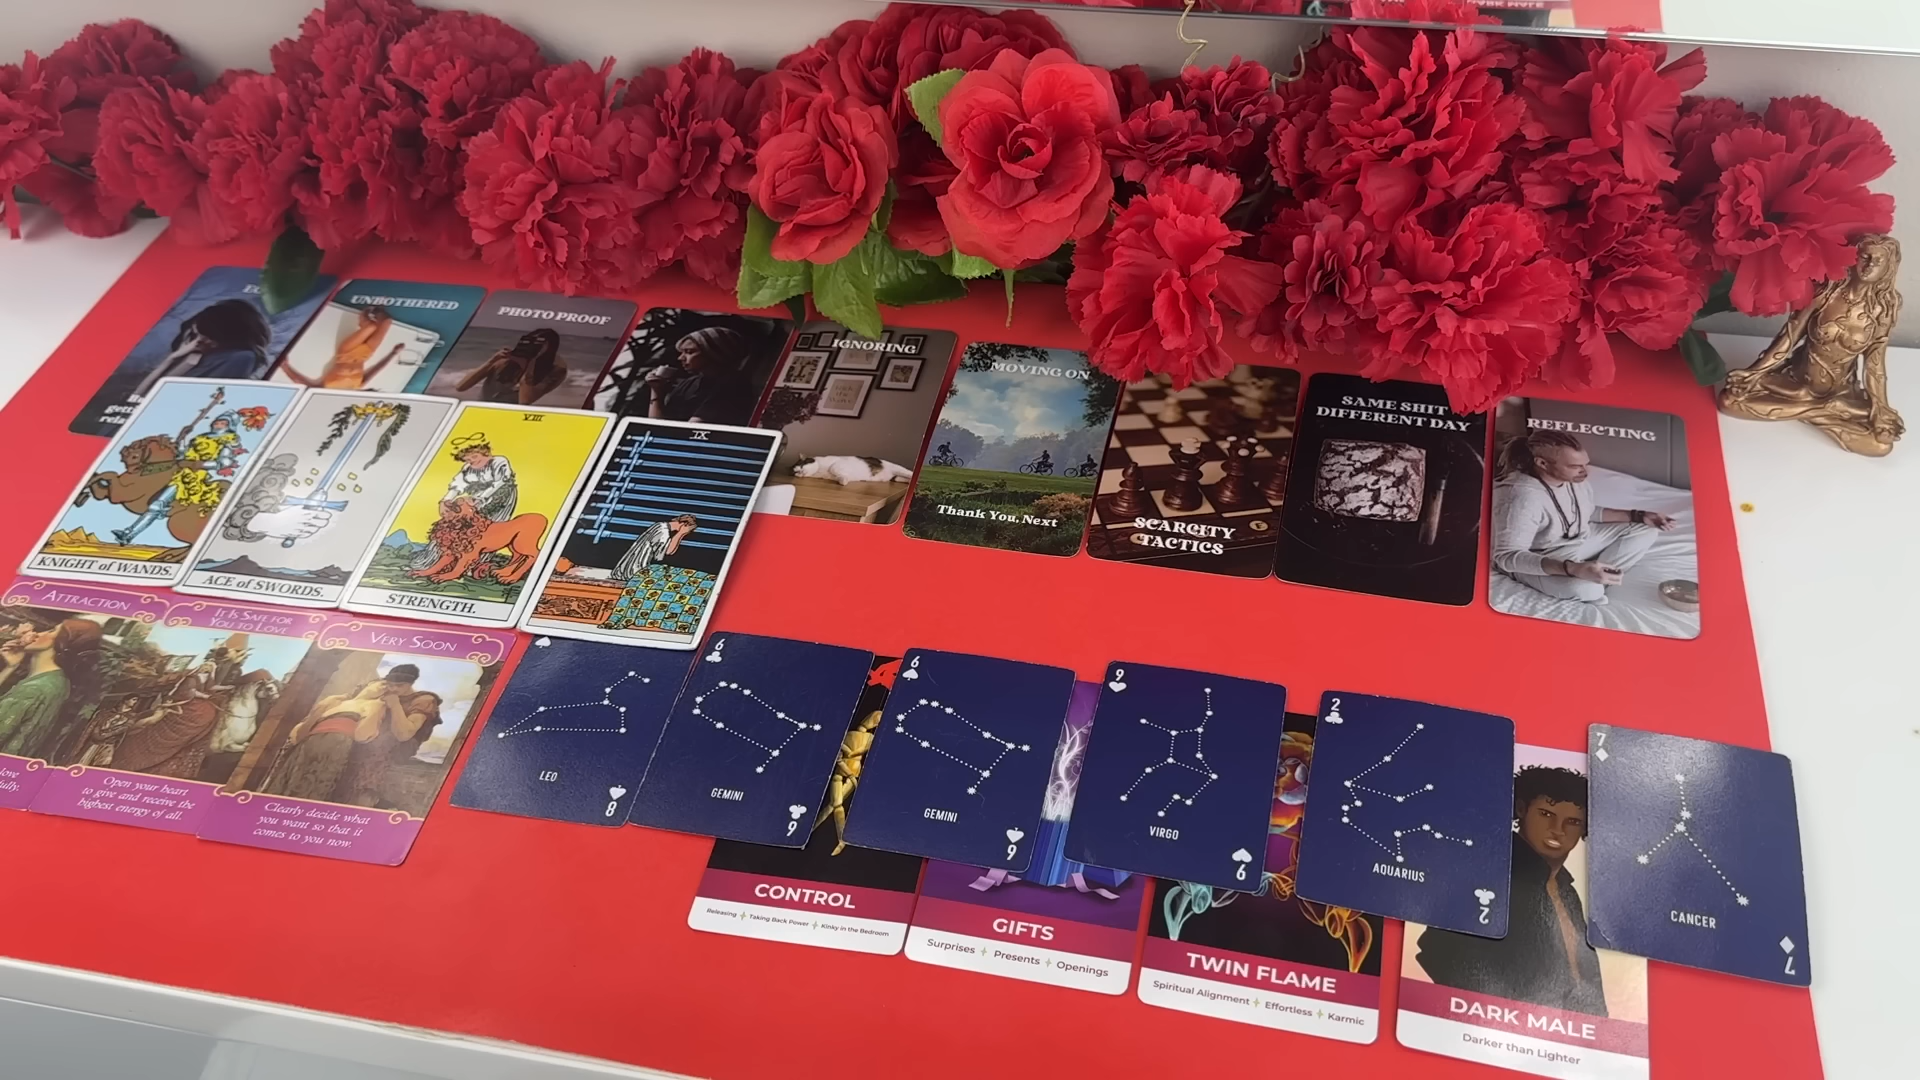 UNBOTHERED
PHOTO PROOF
IGNORING
MOVING ON
Thank You, Next
SCARCITY
TACTICS
SAME SHIT
DIFFERENT DAY
REFLECTING
KNIGHT of WANDS.
ACE of SWORDS.
VIII
STRENGTH.
IX
ATTRACTION
IT IS SAFE FOR
YOU TO LOVE
Open your heart
to give and receive the
highest energy of all.
VERY SOON
Clearly decide what
you want so that it
comes to you now.
LEO
8
6
GEMINI
6
6
GEMINI
6
9
VIRGO
9
2
AQUARIUS
2
7
CANCER
7
CONTROL
Releasing + Taking Back Power + Kinky in the Bedroom
GIFTS
Surprises + Presents + Openings
TWIN FLAME
Spiritual Alignment + Effortless + Karmic
DARK MALE
Darker than Lighter